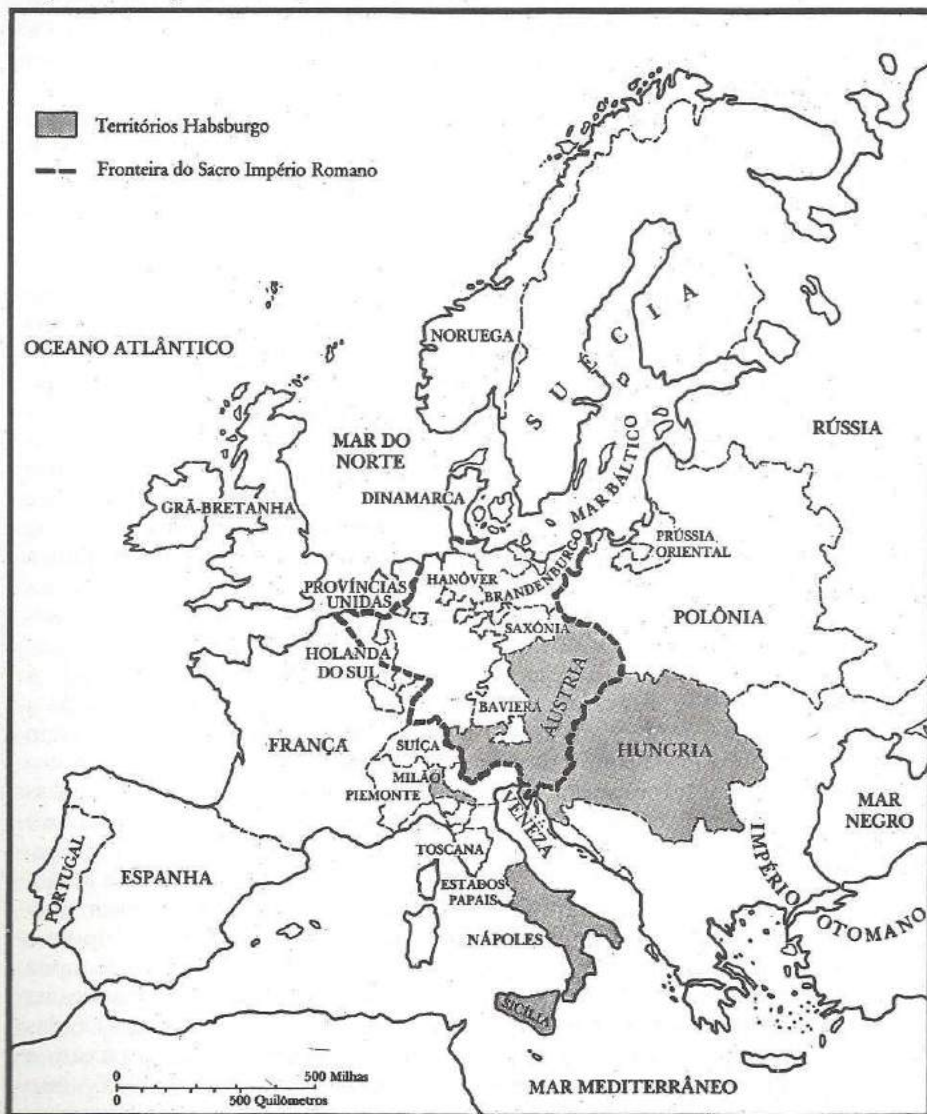 Territórios Habsburgo
Fronteira do Sacro Império Romano
OCEANO ATLÂNTICO
NORUEGA
SUÉCIA
MAR DO
NORTE
RÚSSIA
MAR BÁLTICO
DINAMARCA
GRÃ-BRETANHA
PRÚSSIA
ORIENTAL
HANÔVER
BRANDENBURGO
PROVÍNCIAS
UNIDAS
SAXÔNIA
POLÔNIA
HOLANDA
DO SUL
ÁUSTRIA
BAVIERA
FRANÇA
SUÍÇA
HUNGRIA
MILÃO
PIEMONTE
VENEZA
MAR
NEGRO
TOSCANA
IMPÉRIO
OTOMANO
PORTUGAL
ESPANHA
ESTADOS
PAPAIS
NÁPOLES
SICÍLIA
0 500 Milhas
0 500 Quilômetros
MAR MEDITERRÂNEO